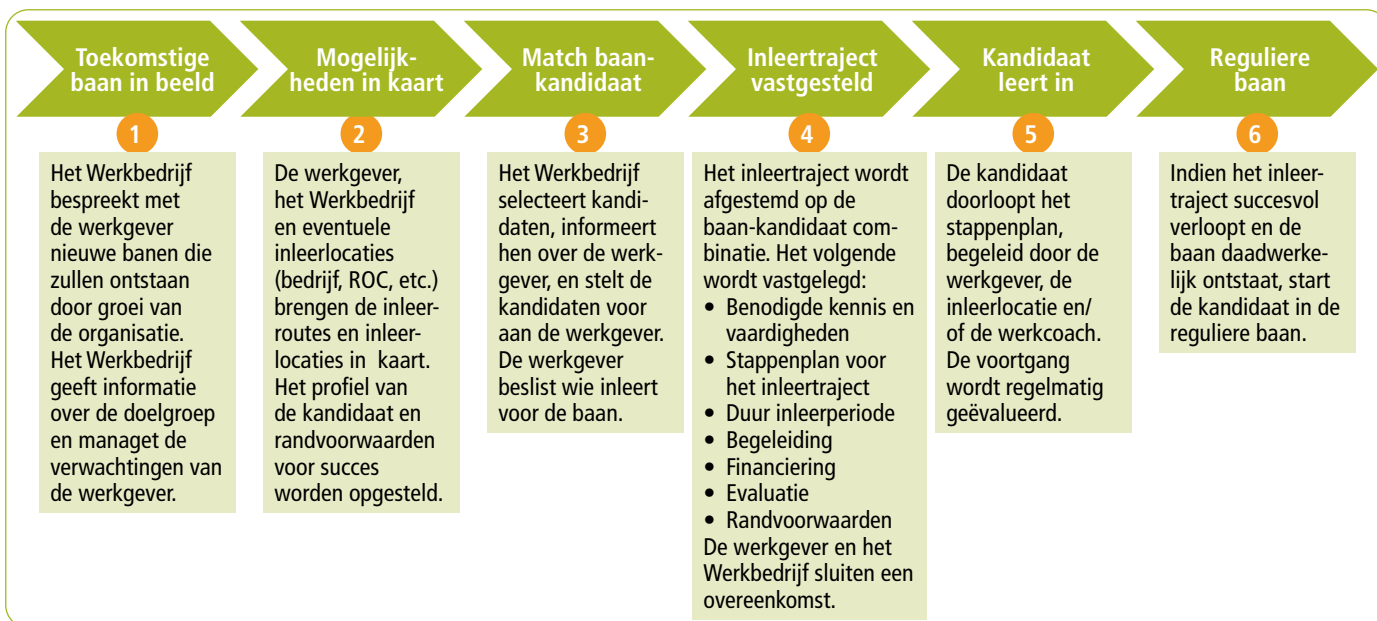 Toekomstige
baan in beeld
1
Het Werkbedrijf
bespreekt met
de werkgever
nieuwe banen die
zullen ontstaan
door groei van
de organisatie.
Het Werkbedrijf
geeft informatie
over de doelgroep
en managet de
verwachtingen van
de werkgever.
Mogelijk-
heden in kaart
2
De werkgever,
het Werkbedrijf
en eventuele
inleerlocaties
(bedrijf, ROC, etc.)
brengen de inleer-
routes en inleer-
locaties in kaart.
Het profiel van
de kandidaat en
randvoorwaarden
voor succes
worden opgesteld.
Match baan-
kandidaat
3
Het Werkbedrijf
selecteert kandi-
daten, informeert
hen over de werk-
gever, en stelt de
kandidaten voor
aan de werkgever.
De werkgever
beslist wie inleert
voor de baan.
Inleertraject
vastgesteld
4
Het inleertraject wordt
afgestemd op de
baan-kandidaat com-
binatie. Het volgende
wordt vastgelegd:
• Benodigde kennis en
vaardigheden
• Stappenplan voor
het inleertraject
• Duur inleerperiode
• Begeleiding
• Financiering
• Evaluatie
• Randvoorwaarden
De werkgever en het
Werkbedrijf sluiten een
overeenkomst.
Kandidaat
leert in
5
De kandidaat
doorloopt het
stappenplan,
begeleid door de
werkgever, de
inleerlocatie en/
of de werkcoach.
De voortgang
wordt regelmatig
geëvalueerd.
Reguliere
baan
6
Indien het inleer-
traject succesvol
verloopt en de
baan daadwerke-
lijk ontstaat, start
de kandidaat in de
reguliere baan.